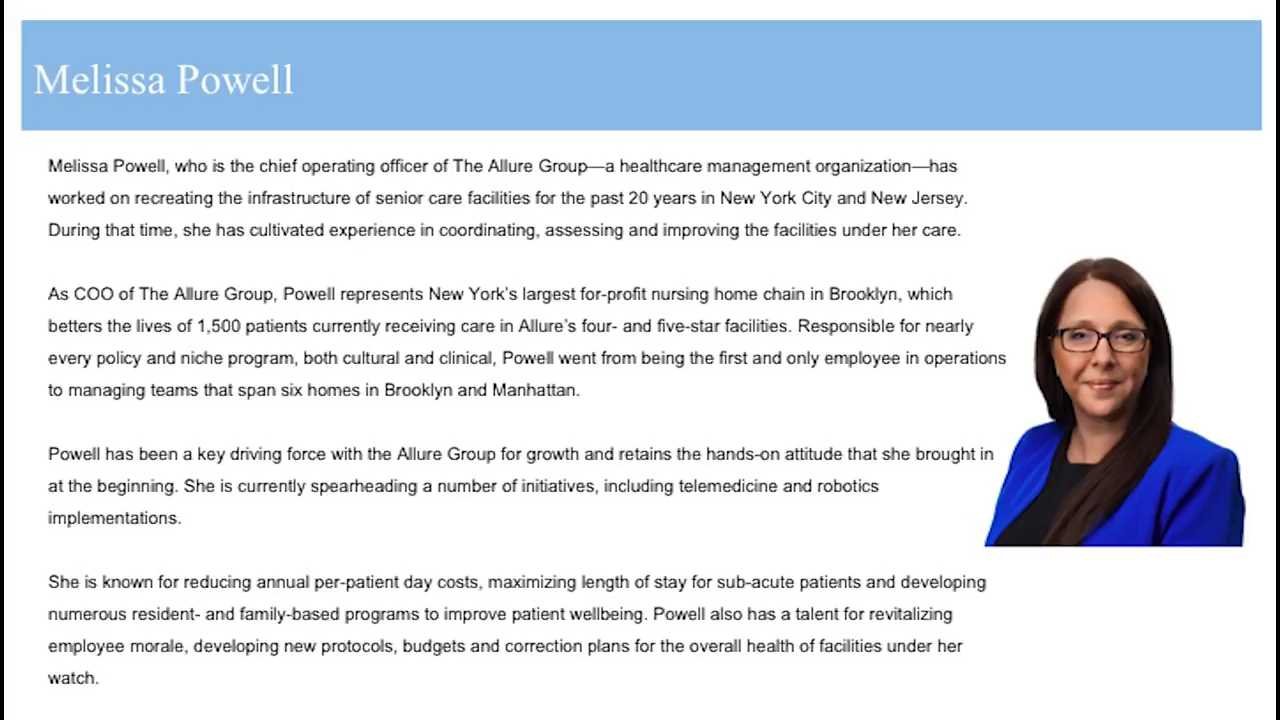 Melissa Powell
Melissa Powell, who is the chief operating officer of The Allure Group—a healthcare management organization—has
worked on recreating the infrastructure of senior care facilities for the past 20 years in New York City and New Jersey.
During that time, she has cultivated experience in coordinating, assessing and improving the facilities under her care.
As COO of The Allure Group, Powell represents New York's largest for-profit nursing home chain in Brooklyn, which
betters the lives of 1,500 patients currently receiving care in Allure's four- and five-star facilities. Responsible for nearly
every policy and niche program, both cultural and clinical, Powell went from being the first and only employee in operations
to managing teams that span six homes in Brooklyn and Manhattan.
Powell has been a key driving force with the Allure Group for growth and retains the hands-on attitude that she brought in
at the beginning. She is currently spearheading a number of initiatives, including telemedicine and robotics
implementations.
She is known for reducing annual per-patient day costs, maximizing length of stay for sub-acute patients and developing
numerous resident- and family-based programs to improve patient wellbeing. Powell also has a talent for revitalizing
employee morale, developing new protocols, budgets and correction plans for the overall health of facilities under her
watch.